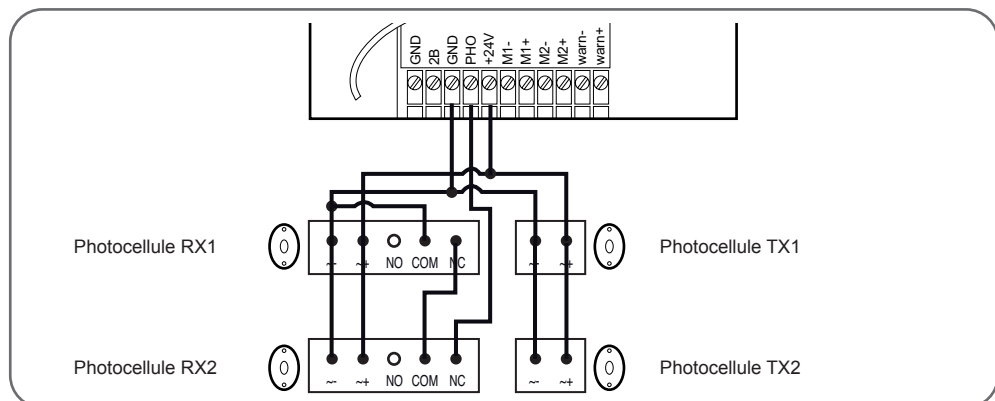 GND 2B GND PHO +24V M1- M1+ M2- M2+ warn- warn+
Photocellule RX1
~- ~+ NO COM NC
~- ~+
Photocellule TX1
Photocellule RX2
~- ~+ NO COM NC
~- ~+
Photocellule TX2